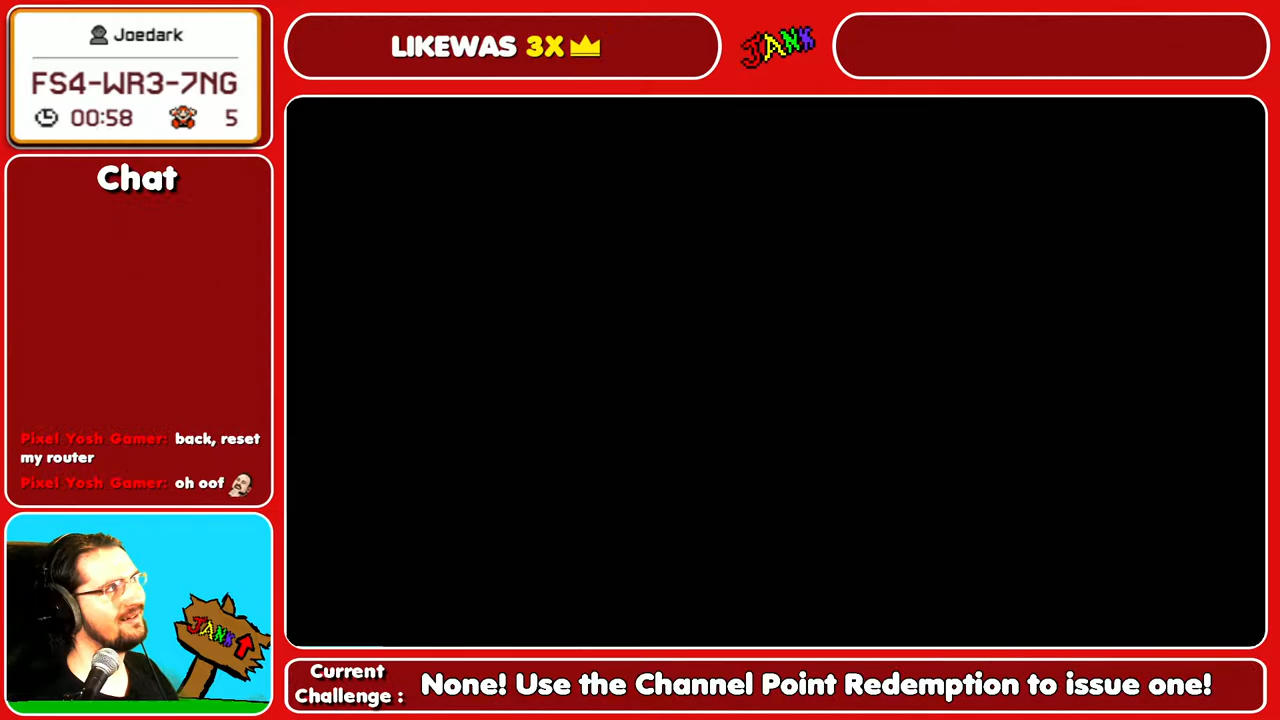 Joedark
FS4-WR3-7NG
00:58 5
LIKEWAS 3X
JANK
Chat
Pixel Yosh Gamer: back, reset
my router
Pixel Yosh Gamer: oh oof
JANK
Current
Challenge :
None! Use the Channel Point Redemption to issue one!